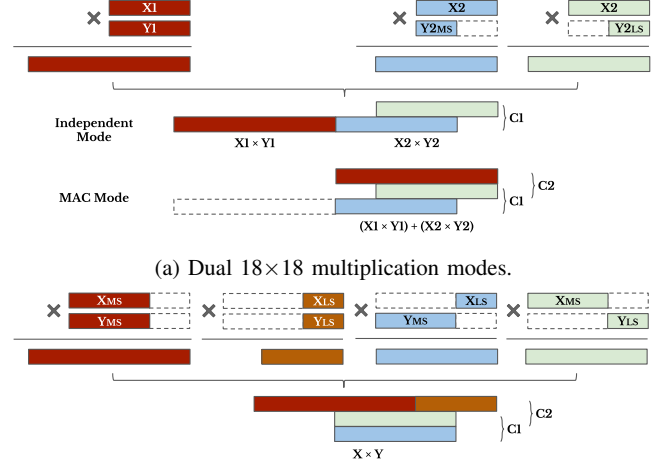 × X1 × X2 × X2
Y1 Y2MS Y2LS
Independent Mode
C1
X1 × Y1 X2 × Y2
MAC Mode
C1 C2
(X1 × Y1) + (X2 × Y2)
(a) Dual 18×18 multiplication modes.
× XMS × XLS × XLS × XMS
YMS YLS YMS YLS
C1 C2
X × Y